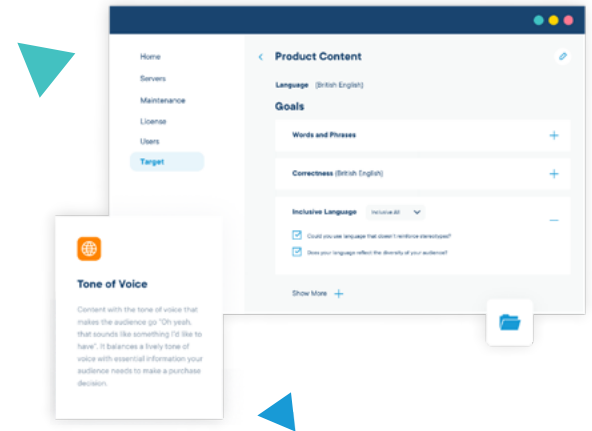 Home
Servers
Maintenance
License
Users
Target
Product Content
Language (British English)
Goals
Words and Phrases
Correctness (British English)
Inclusive Language Inclusive All
Could you use language that doesn't reinforce stereotypes?
Does your language reflect the diversity of your audience?
Show More
Tone of Voice
Content with the tone of voice that
makes the audience go "Oh yeah,
that sounds like something I'd like to
have". It balances a lively tone of
voice with essential information your
audience needs to make a purchase
decision.